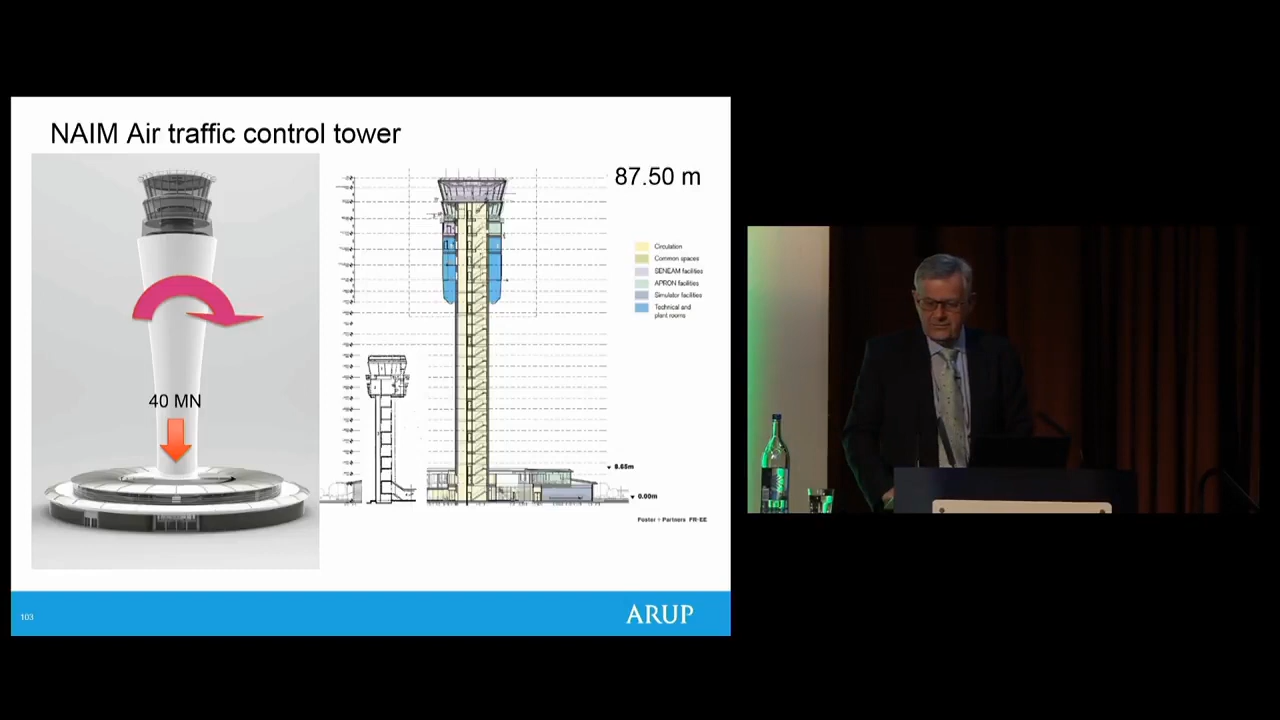 NAIM Air traffic control tower
87.50 m
Circulation
Common spaces
SENEAM facilities
APRON facilities
Simulator facilities
Technical and
plant rooms
40 MN
8.65m
0.00m
Foster + Partners FR-EE
103
ARUP